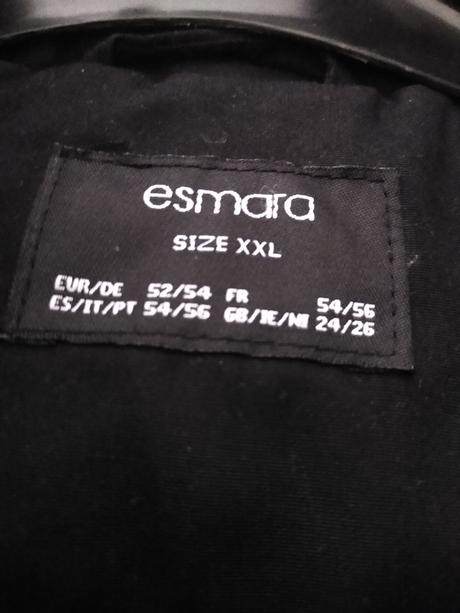 esmara
SIZE XXL
EUR/DE 52/54 FR 54/56
ES/IT/PT 54/56 GB/IE/NI 24/26